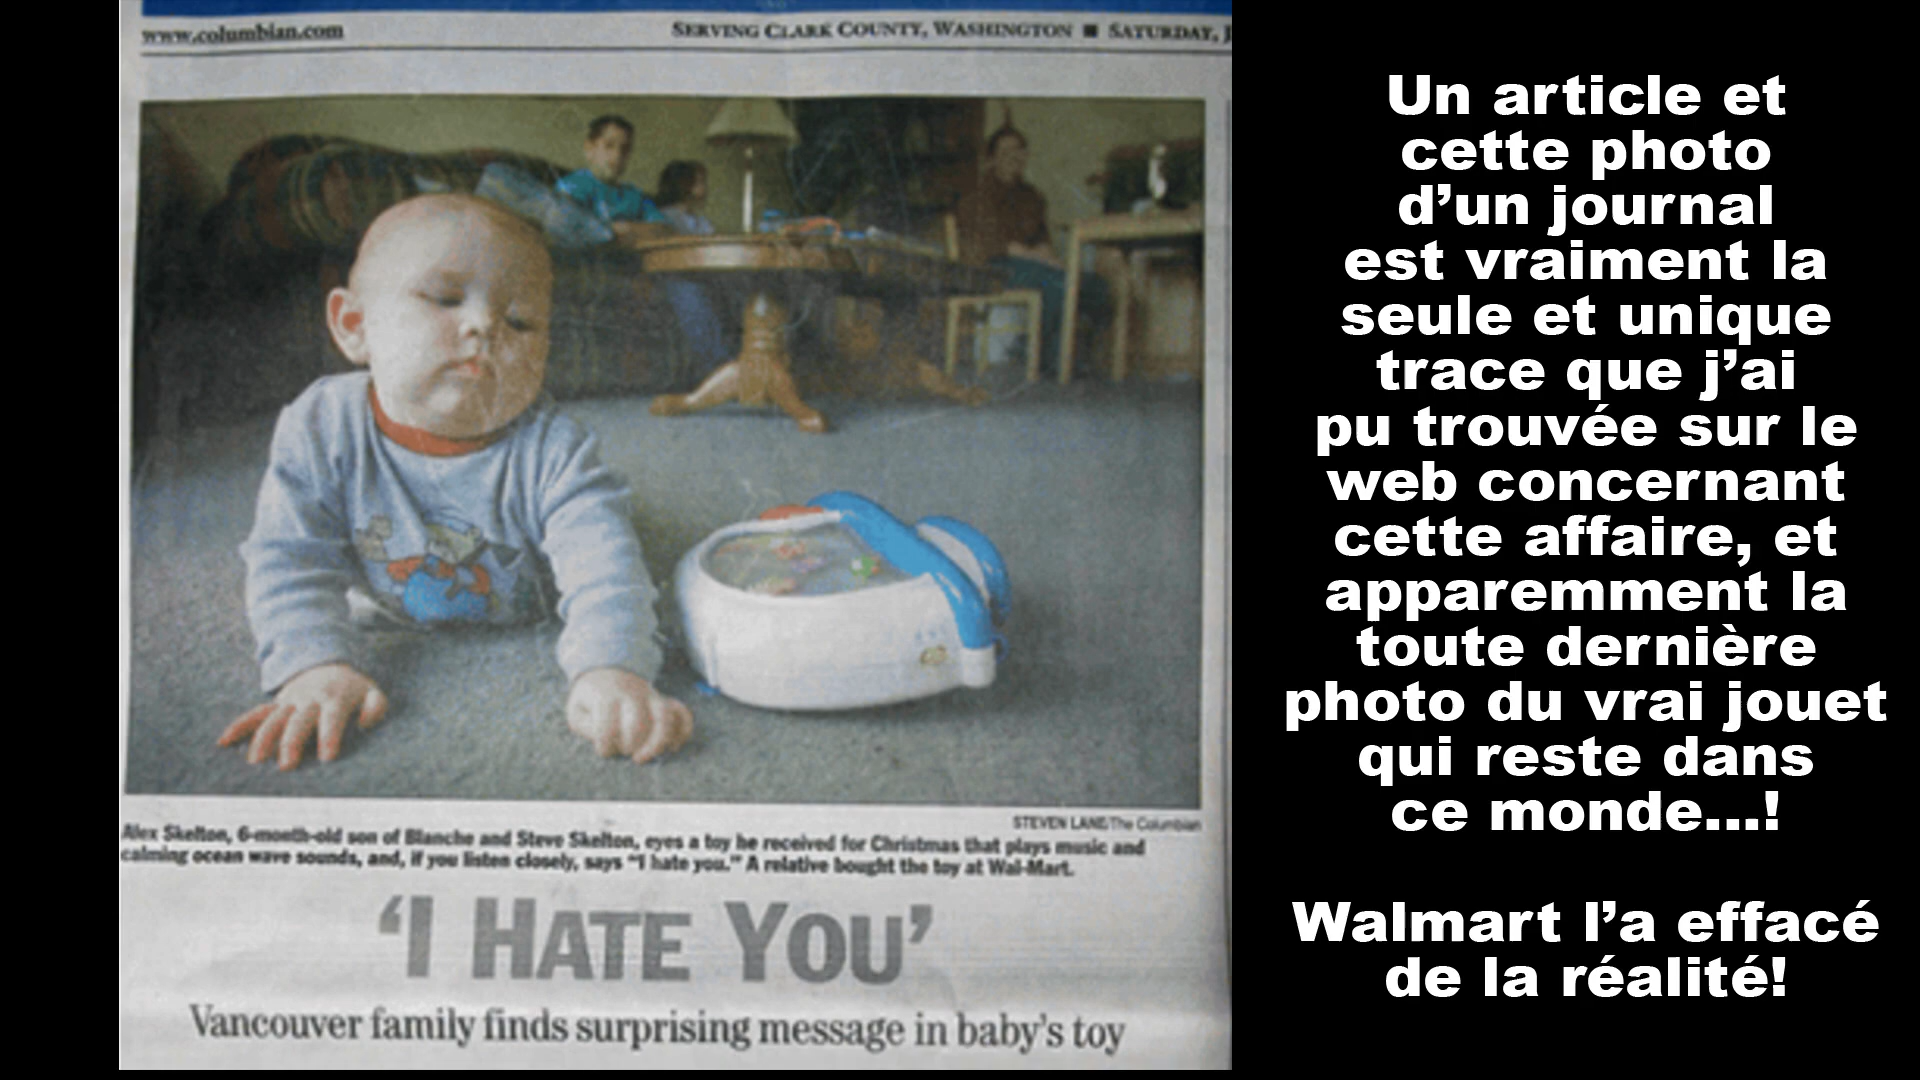 www.columbian.com
SERVING CLARK COUNTY, WASHINGTON ■ SATURDAY, J
STEVEN LANE/The Columbian
Alex Skelton, 6-month-old son of Blanche and Steve Skelton, eyes a toy he received for Christmas that plays music and
calming ocean wave sounds, and, if you listen closely, says “I hate you.” A relative bought the toy at Wal-Mart.
‘I HATE YOU’
Vancouver family finds surprising message in baby’s toy
Un article et
cette photo
d’un journal
est vraiment la
seule et unique
trace que j’ai
pu trouvée sur le
web concernant
cette affaire, et
apparemment la
toute dernière
photo du vrai jouet
qui reste dans
ce monde...!
Walmart l’a effacé
de la réalité!